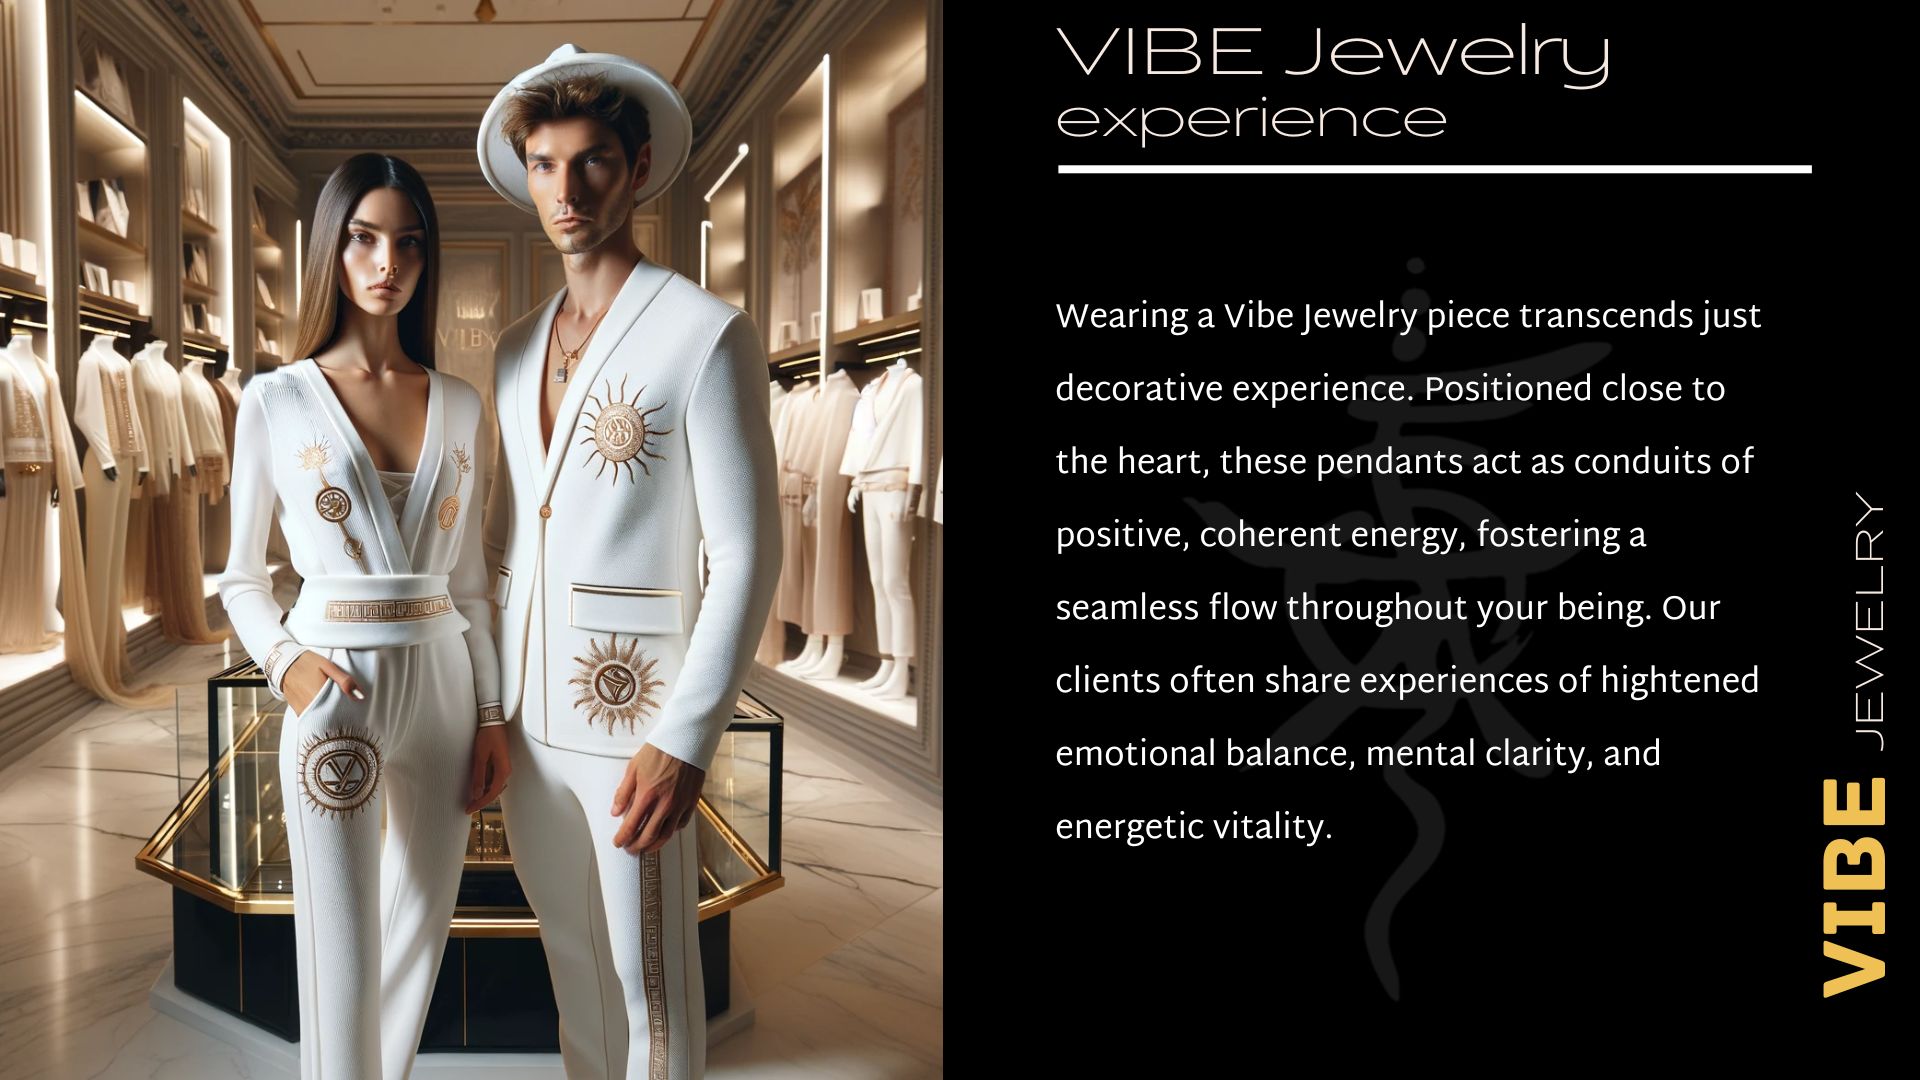 VIBE Jewelry
experience
Wearing a Vibe Jewelry piece transcends just
decorative experience. Positioned close to
the heart, these pendants act as conduits of
positive, coherent energy, fostering a
seamless flow throughout your being. Our
clients often share experiences of hightened
emotional balance, mental clarity, and
energetic vitality.
VIBE JEWELRY